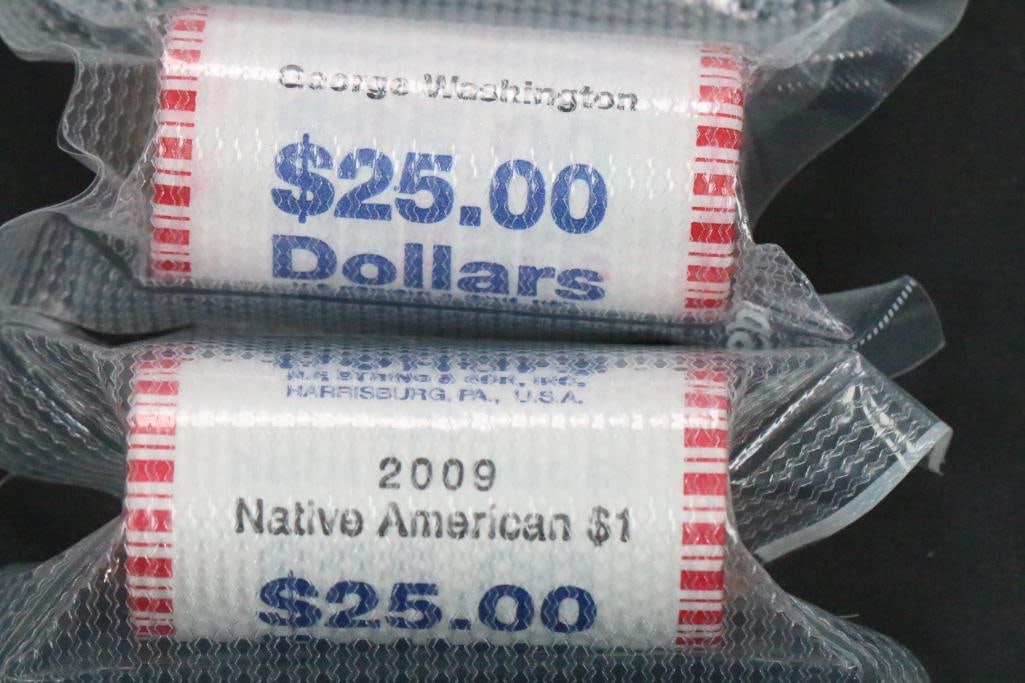 George Washington
$25.00
Dollars
N.F. STRING & SON, INC.
HARRISBURG, PA., U.S.A.
2009
Native American $1
$25.00